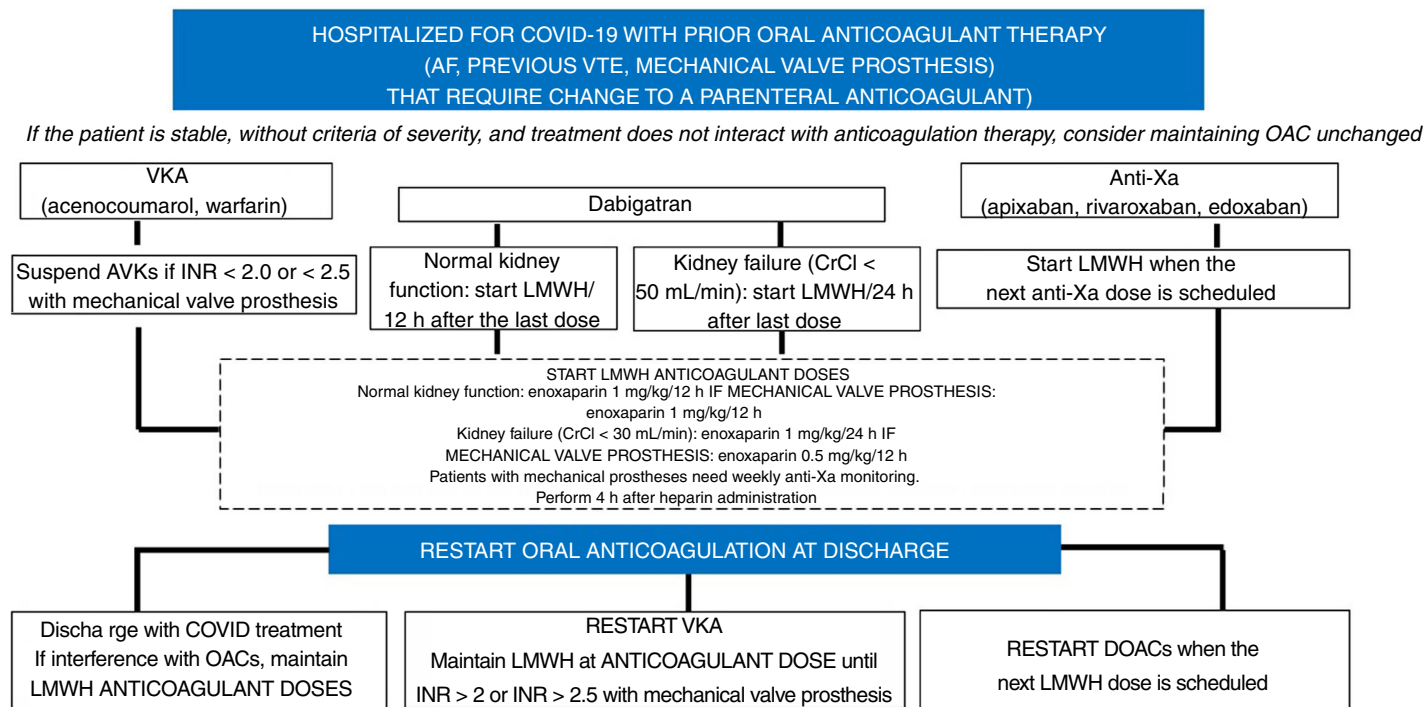 HOSPITALIZED FOR COVID-19 WITH PRIOR ORAL ANTICOAGULANT THERAPY
(AF, PREVIOUS VTE, MECHANICAL VALVE PROSTHESIS)
THAT REQUIRE CHANGE TO A PARENTERAL ANTICOAGULANT)
If the patient is stable, without criteria of severity, and treatment does not interact with anticoagulation therapy, consider maintaining OAC unchanged
VKA
(acenocoumarol, warfarin)
Dabigatran
Anti-Xa
(apixaban, rivaroxaban, edoxaban)
Suspend AVKs if INR < 2.0 or < 2.5
with mechanical valve prosthesis
Normal kidney
function: start LMWH/
12 h after the last dose
Kidney failure (CrCl <
50 mL/min): start LMWH/24 h
after last dose
Start LMWH when the
next anti-Xa dose is scheduled
START LMWH ANTICOAGULANT DOSES
Normal kidney function: enoxaparin 1 mg/kg/12 h IF MECHANICAL VALVE PROSTHESIS:
enoxaparin 1 mg/kg/12 h
Kidney failure (CrCl < 30 mL/min): enoxaparin 1 mg/kg/24 h IF
MECHANICAL VALVE PROSTHESIS: enoxaparin 0.5 mg/kg/12 h
Patients with mechanical prostheses need weekly anti-Xa monitoring.
Perform 4 h after heparin administration
RESTART ORAL ANTICOAGULATION AT DISCHARGE
Discha rge with COVID treatment
If interference with OACs, maintain
LMWH ANTICOAGULANT DOSES
RESTART VKA
Maintain LMWH at ANTICOAGULANT DOSE until
INR > 2 or INR > 2.5 with mechanical valve prosthesis
RESTART DOACs when the
next LMWH dose is scheduled